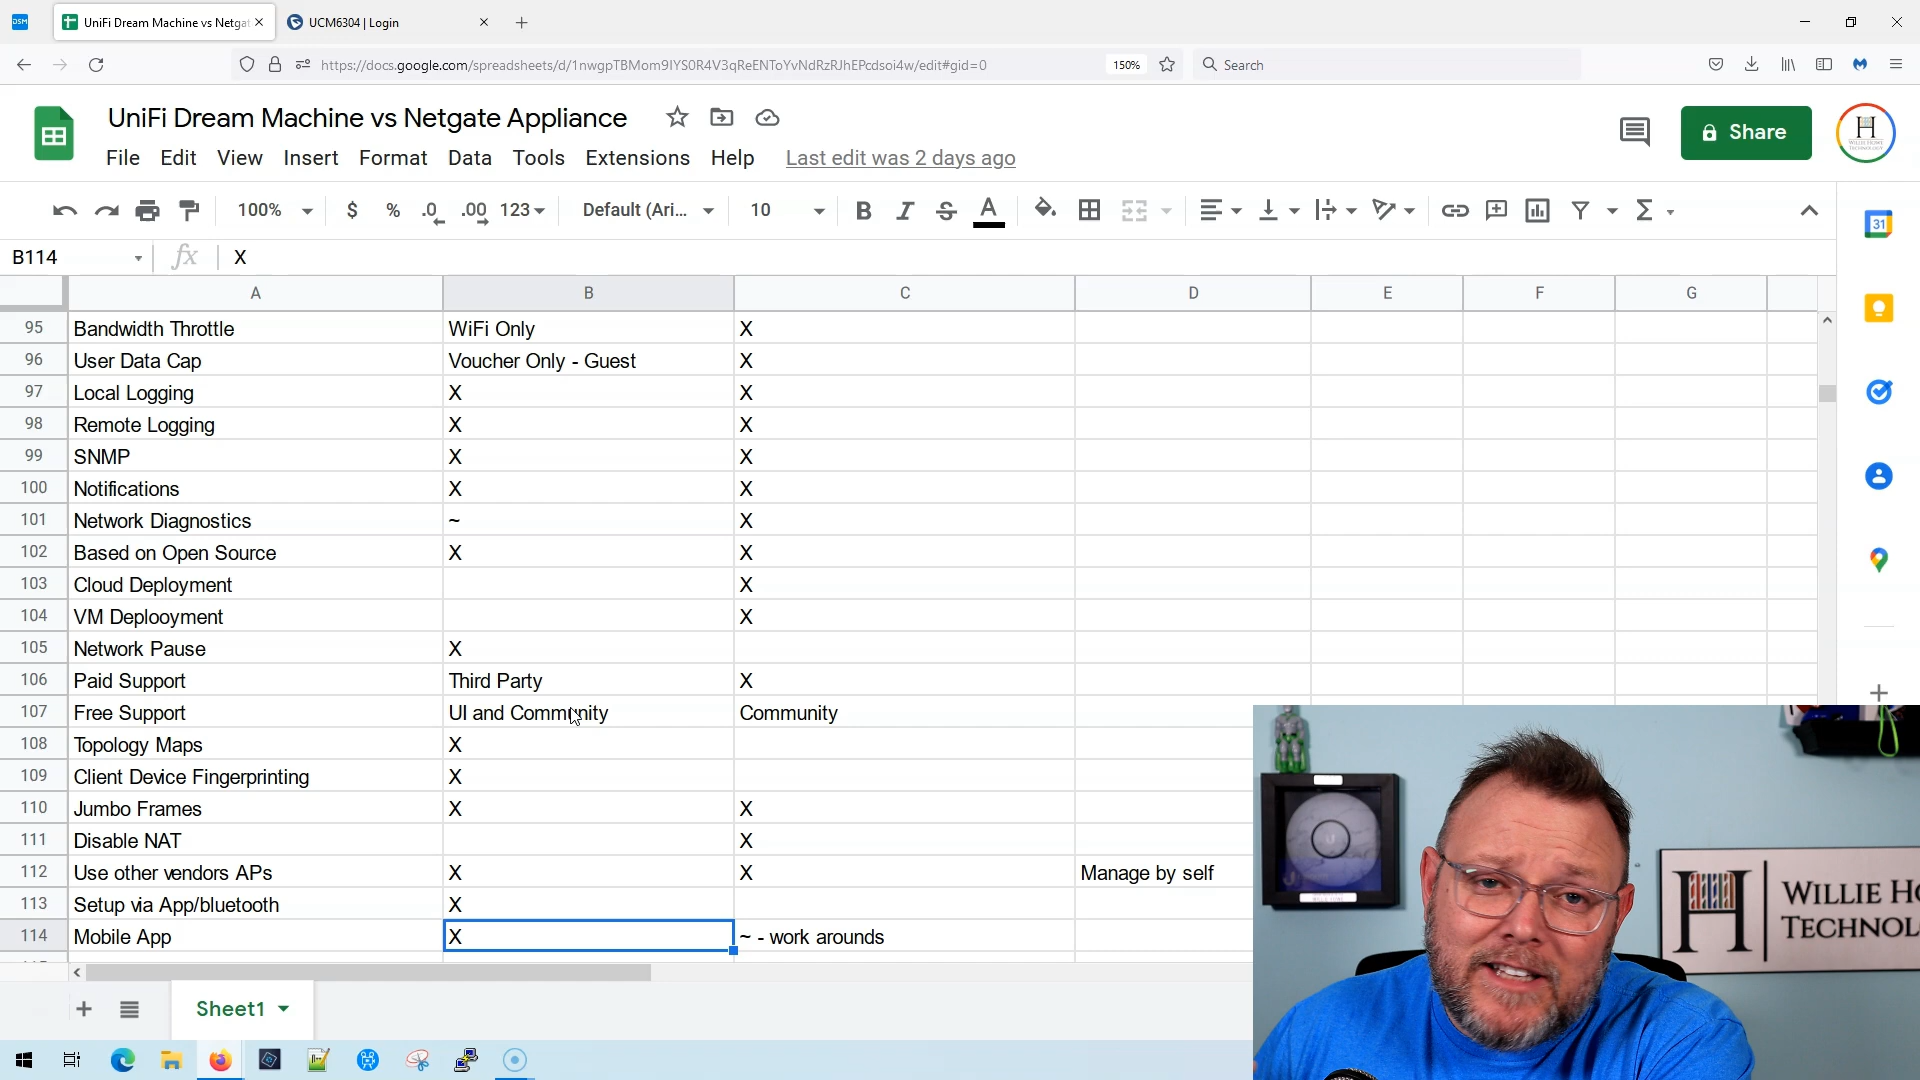 DSM
UniFi Dream Machine vs Netgat
UCM6304 | Login
https://docs.google.com/spreadsheets/d/1nwgpTBMom9IYS0R4V3qReENToYvNdRzRJhEPcdsoi4w/edit#gid=0
150%
Search
UniFi Dream Machine vs Netgate Appliance
File Edit View Insert Format Data Tools Extensions Help Last edit was 2 days ago
Share
H
100% $ % .0 .00 123 Default (Ari... 10 B I S A
31
B114 fx X
A B C D E F G
95 Bandwidth Throttle WiFi Only X
96 User Data Cap Voucher Only - Guest X
97 Local Logging X X
98 Remote Logging X X
99 SNMP X X
100 Notifications X X
101 Network Diagnostics ~ X
102 Based on Open Source X X
103 Cloud Deployment X
104 VM Deplooyment X
105 Network Pause X
106 Paid Support Third Party X
107 Free Support UI and Community Community
108 Topology Maps X
109 Client Device Fingerprinting X
110 Jumbo Frames X X
111 Disable NAT X
112 Use other vendors APs X X Manage by self
113 Setup via App/bluetooth X
114 Mobile App X ~ - work arounds
Sheet1
H
WILLIE HO
TECHNOL